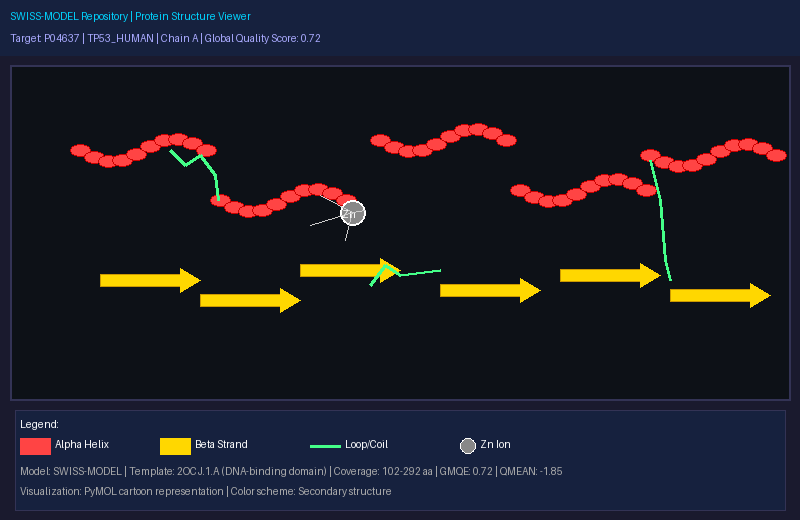 SWISS-MODEL Repository | Protein Structure Viewer
Target: P04637 | TP53_HUMAN | Chain A | Global Quality Score: 0.72
Zn
Legend:
Alpha Helix Beta Strand Loop/Coil Zn Ion
Model: SWISS-MODEL | Template: 2OCJ.1.A (DNA-binding domain) | Coverage: 102-292 aa | GMQE: 0.72 | QMEAN: -1.85
Visualization: PyMOL cartoon representation | Color scheme: Secondary structure